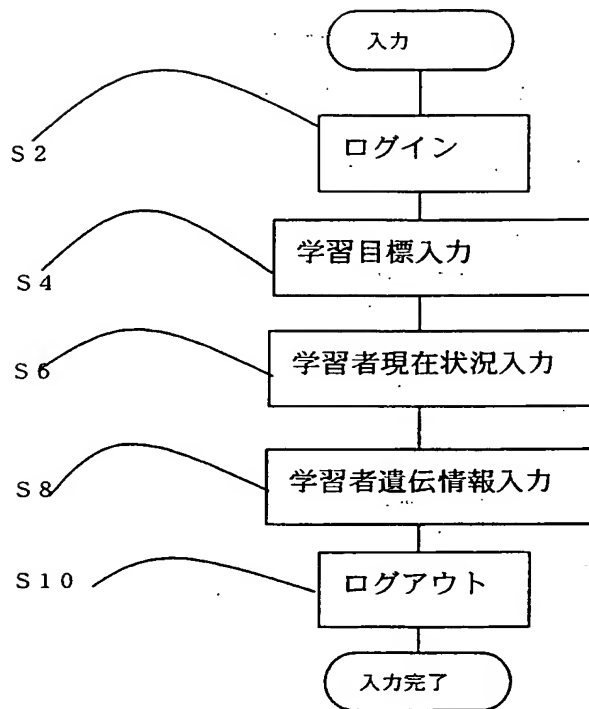 入力
S2
ログイン
S4
学習目標入力
S6
学習者現在状況入力
S8
学習者遺伝情報入力
S10
ログアウト
入力完了